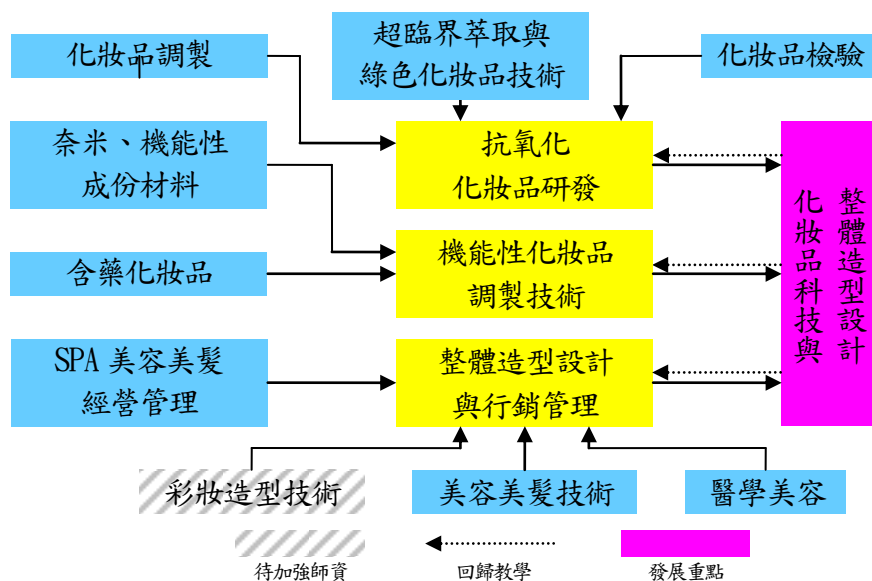 化妝品調製
超臨界萃取與
綠色化妝品技術
化妝品檢驗
奈米、機能性
成份材料
抗氧化
化妝品研發
含藥化妝品
機能性化妝品
調製技術
化妝品科技與
整體造型設計
SPA 美容美髮
經營管理
整體造型設計
與行銷管理
彩妝造型技術
美容美髮技術
醫學美容
待加強師資
回歸教學
發展重點